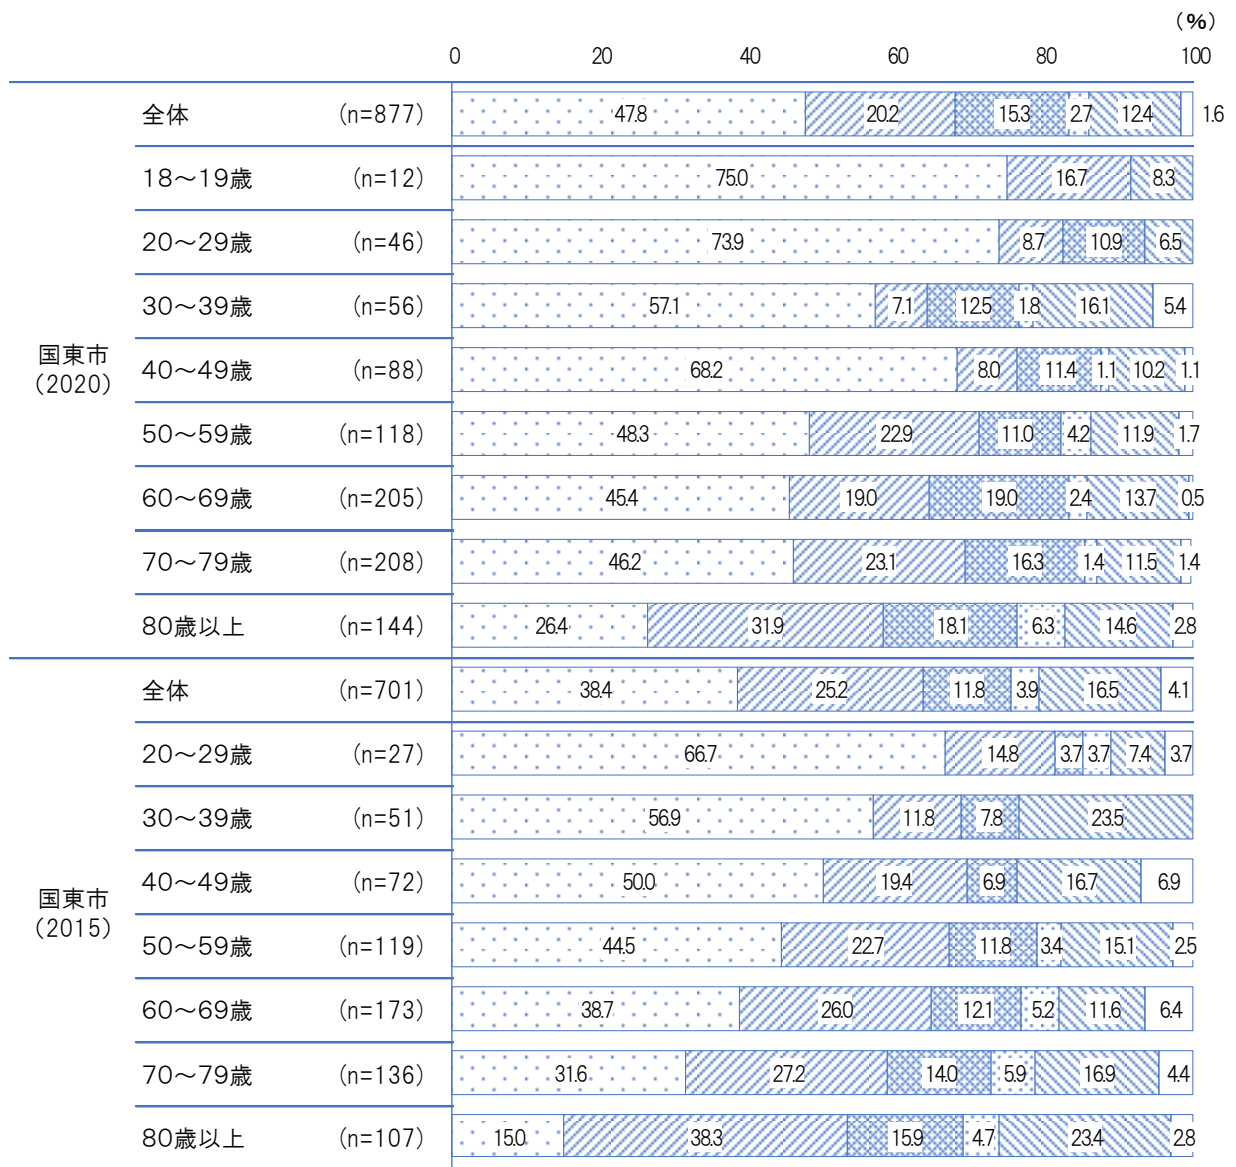 （%）
0 20 40 60 80 100
全体 （n=877） 47.8 20.2 15.3 2.7 12.4 1.6
18～19歳 （n=12） 75.0 16.7 8.3
20～29歳 （n=46） 73.9 8.7 10.9 6.5
30～39歳 （n=56） 57.1 7.1 12.5 1.8 16.1 5.4
国東市
（2020）
40～49歳 （n=88） 68.2 8.0 11.4 1.1 10.2 1.1
50～59歳 （n=118） 48.3 22.9 11.0 4.2 11.9 1.7
60～69歳 （n=205） 45.4 19.0 19.0 2.4 13.7 0.5
70～79歳 （n=208） 46.2 23.1 16.3 1.4 11.5 1.4
80歳以上 （n=144） 26.4 31.9 18.1 6.3 14.6 2.8
全体 （n=701） 38.4 25.2 11.8 3.9 16.5 4.1
20～29歳 （n=27） 66.7 14.8 3.7 3.7 7.4 3.7
30～39歳 （n=51） 56.9 11.8 7.8 23.5
40～49歳 （n=72） 50.0 19.4 6.9 16.7 6.9
国東市
（2015）
50～59歳 （n=119） 44.5 22.7 11.8 3.4 15.1 2.5
60～69歳 （n=173） 38.7 26.0 12.1 5.2 11.6 6.4
70～79歳 （n=136） 31.6 27.2 14.0 5.9 16.9 4.4
80歳以上 （n=107） 15.0 38.3 15.9 4.7 23.4 2.8